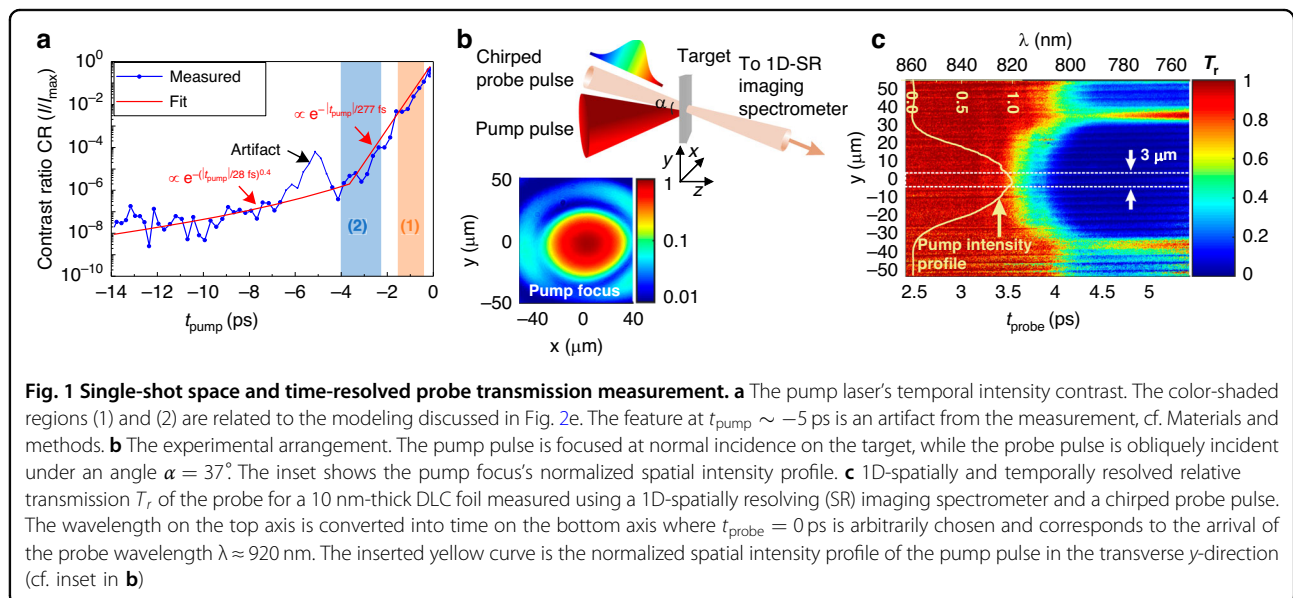 a
Contrast ratio CR (I/Imax)
10^0
10^−2
10^−4
10^−6
10^−8
10^−10
Measured
Fit
∝ e^−|tpump|/277 fs
Artifact
∝ e^−(|tpump|/28 fs)^0.4
(2)
(1)
−14
−12
−10
−8
−6
−4
−2
0
tpump (ps)
b
Chirped
probe pulse
Target
To 1D-SR
imaging
spectrometer
α
Pump pulse
y
x
z
y (μm)
50
0
−50
Pump focus
1
0.1
0.01
−40
0
40
x (μm)
c
λ (nm)
860
840
820
800
780
760
Tr
0.0
0.5
1.0
y (μm)
50
40
30
20
10
0
−10
−20
−30
−40
−50
3 μm
Pump intensity
profile
1
0.8
0.6
0.4
0.2
0
2.5
3
3.5
4
4.5
5
tprobe (ps)
Fig. 1 Single-shot space and time-resolved probe transmission measurement. a The pump laser's temporal intensity contrast. The color-shaded
regions (1) and (2) are related to the modeling discussed in Fig. 2e. The feature at tpump ∼ −5 ps is an artifact from the measurement, cf. Materials and
methods. b The experimental arrangement. The pump pulse is focused at normal incidence on the target, while the probe pulse is obliquely incident
under an angle α = 37°. The inset shows the pump focus's normalized spatial intensity profile. c 1D-spatially and temporally resolved relative
transmission Tr of the probe for a 10 nm-thick DLC foil measured using a 1D-spatially resolving (SR) imaging spectrometer and a chirped probe pulse.
The wavelength on the top axis is converted into time on the bottom axis where tprobe = 0 ps is arbitrarily chosen and corresponds to the arrival of
the probe wavelength λ ≈ 920 nm. The inserted yellow curve is the normalized spatial intensity profile of the pump pulse in the transverse y-direction
(cf. inset in b)